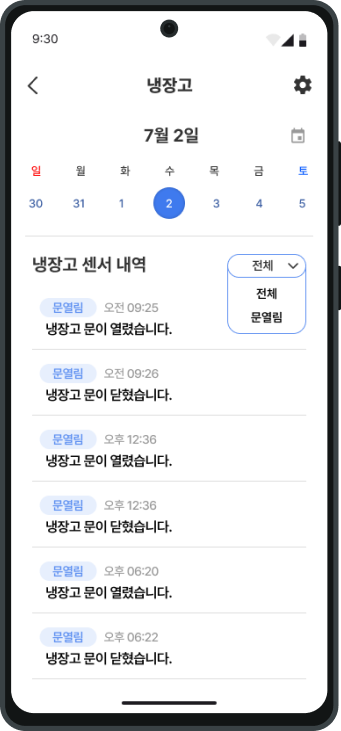 9:30
냉장고
7월 2일
일 월 화 수 목 금 토
30 31 1 2 3 4 5
냉장고 센서 내역
전체
전체
문열림
문열림 오전 09:25
냉장고 문이 열렸습니다.
문열림 오전 09:26
냉장고 문이 닫혔습니다.
문열림 오후 12:36
냉장고 문이 열렸습니다.
문열림 오후 12:36
냉장고 문이 닫혔습니다.
문열림 오후 06:20
냉장고 문이 열렸습니다.
문열림 오후 06:22
냉장고 문이 닫혔습니다.